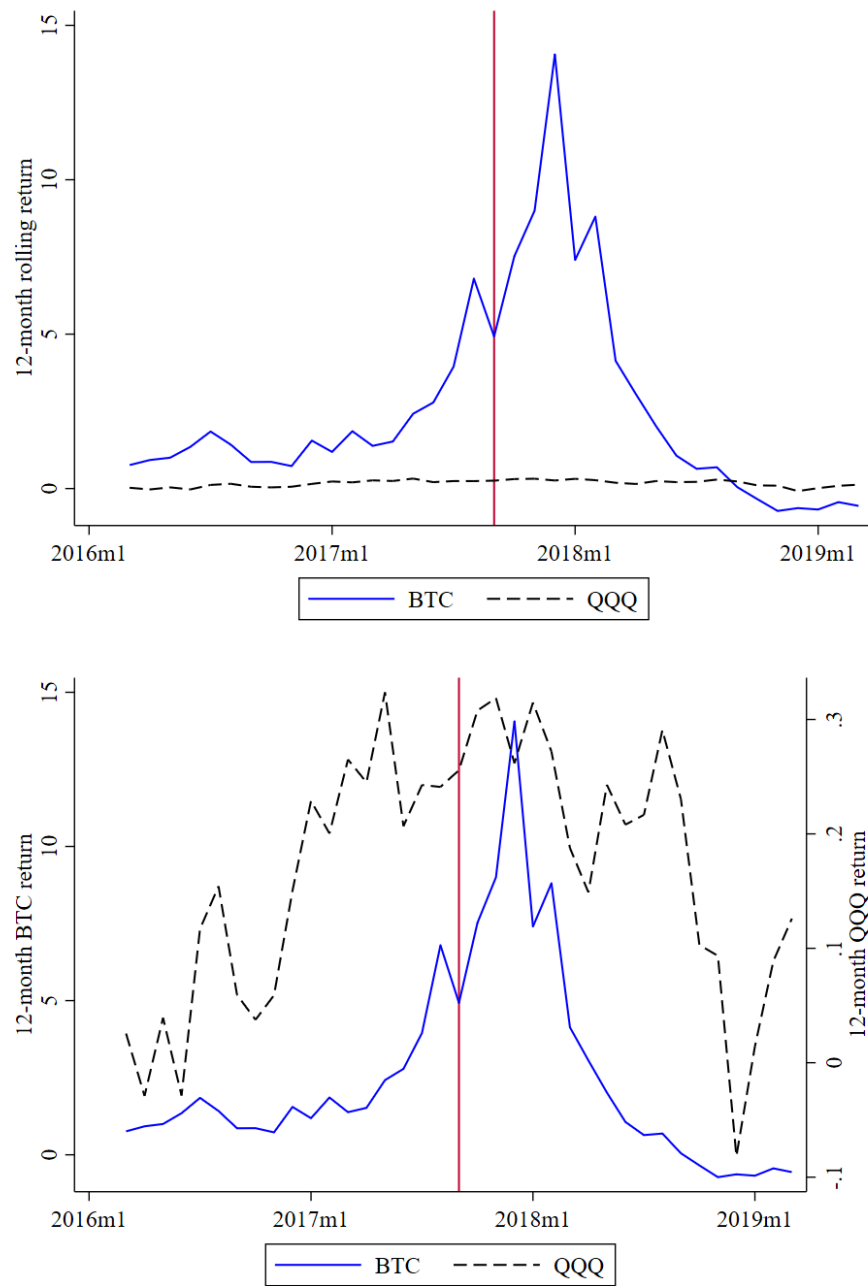 12-month rolling return
15
10
5
0
2016m1 2017m1 2018m1 2019m1
BTC QQQ
12-month BTC return
15
10
5
0
12-month QQQ return
.3
.2
.1
0
-.1
2016m1 2017m1 2018m1 2019m1
BTC QQQ